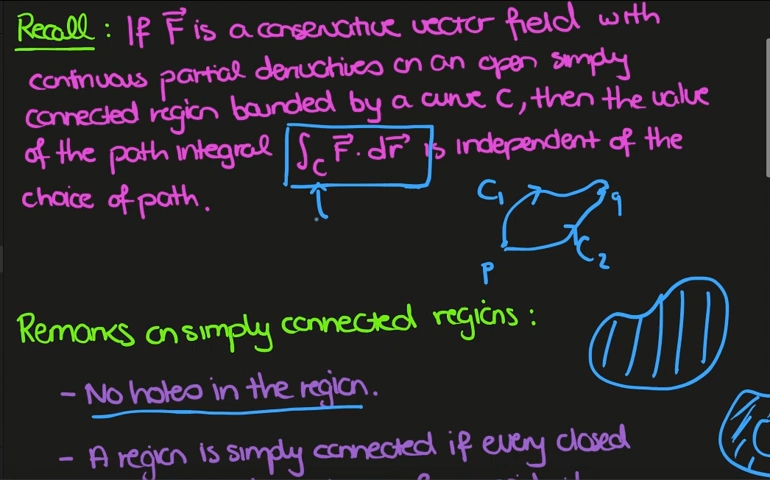 Recall : If F⃗ is a conservative vector field with
continuous partial derivatives on an open simply
connected region bounded by a curve C, then the value
of the path integral ∫_C F⃗ · dr⃗ is independent of the
choice of path.
C₁
q
C₂
P
Remarks on simply connected regions :
- No holes in the region.
- A region is simply connected if every closed